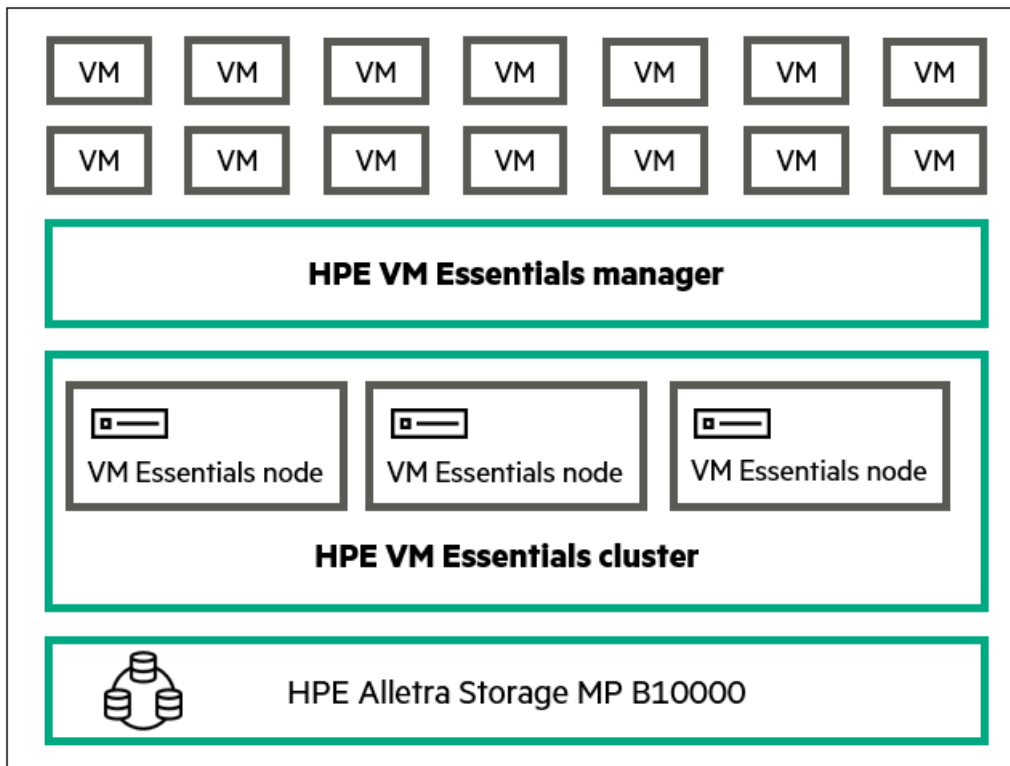 VM VM VM VM VM VM VM
VM VM VM VM VM VM VM
HPE VM Essentials manager
VM Essentials node VM Essentials node VM Essentials node
HPE VM Essentials cluster
HPE Alletra Storage MP B10000